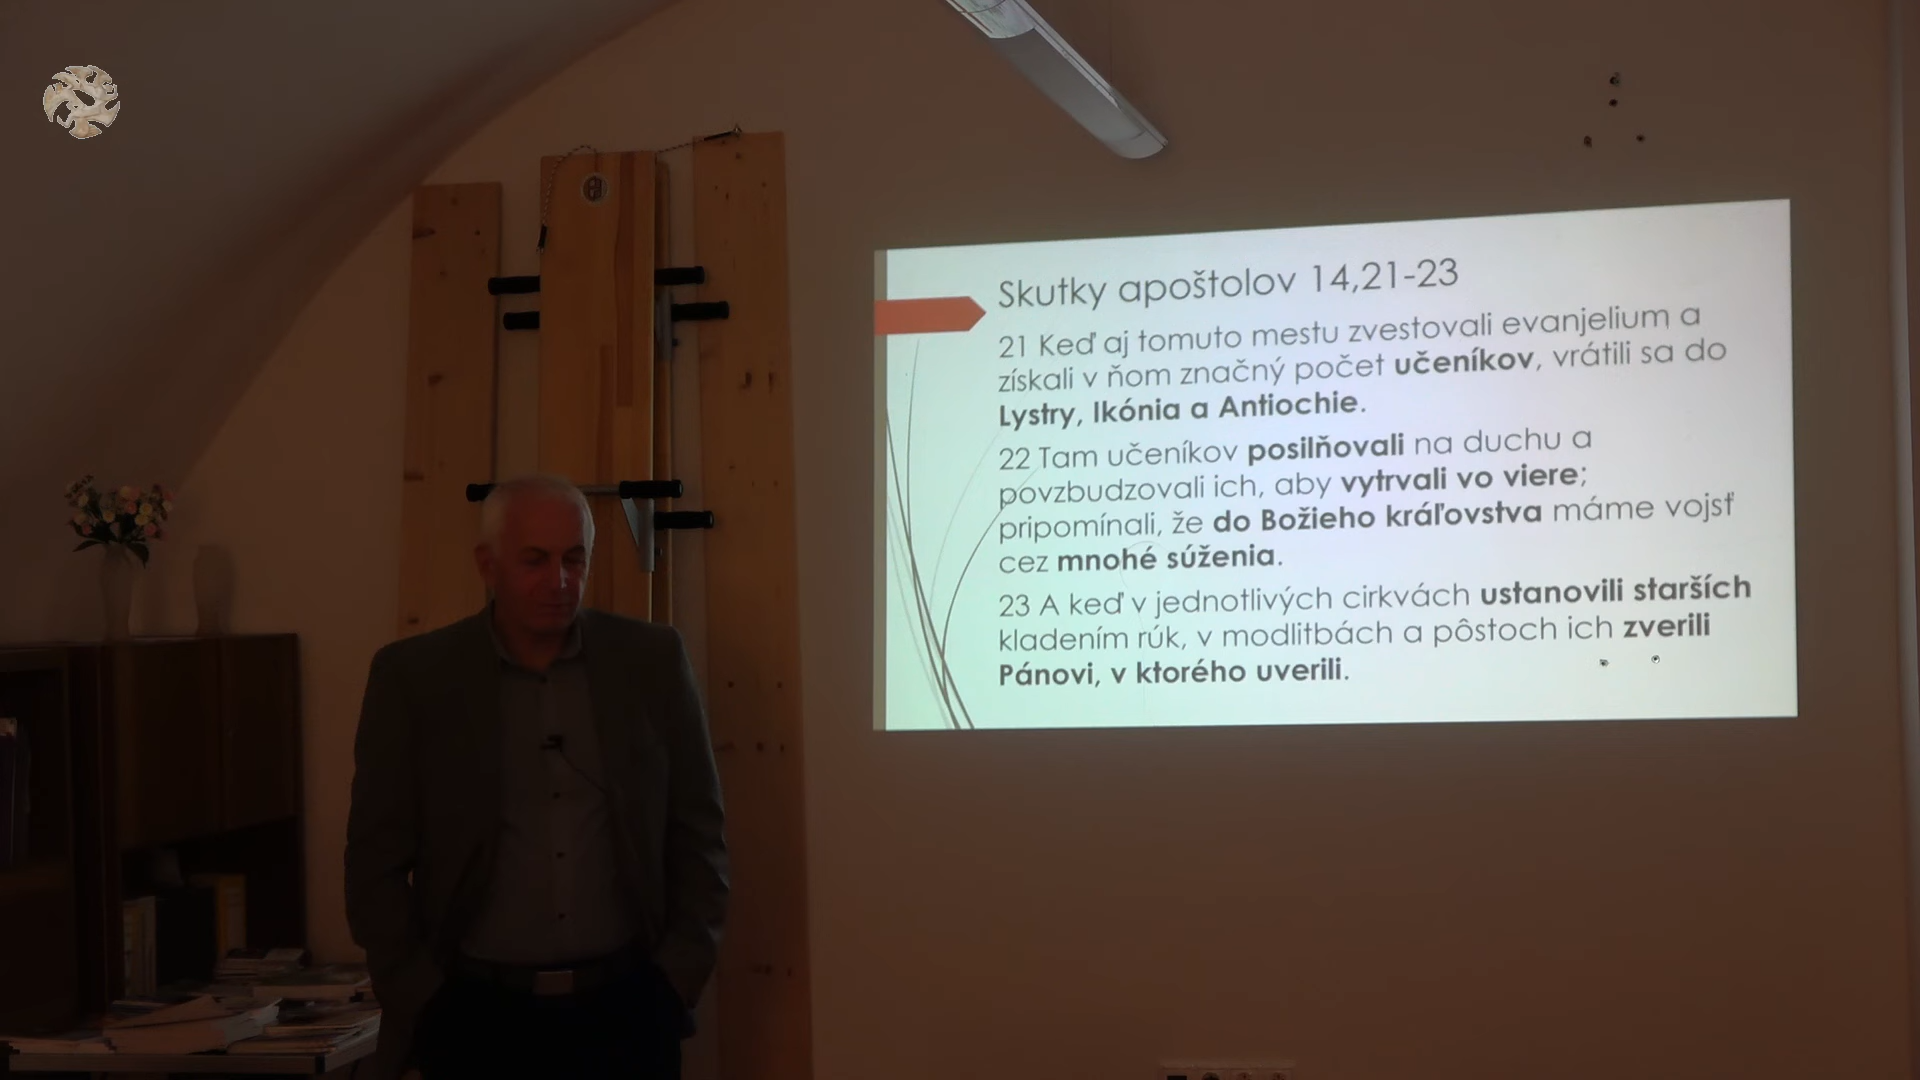 Skutky apoštolov 14,21-23
21 Keď aj tomuto mestu zvestovali evanjelium a
získali v ňom značný počet učeníkov, vrátili sa do
Lystry, Ikónia a Antiochie.
22 Tam učeníkov posilňovali na duchu a
povzbudzovali ich, aby vytrvali vo viere;
pripomínali, že do Božieho kráľovstva máme vojsť
cez mnohé súženia.
23 A keď v jednotlivých cirkvách ustanovili starších
kladením rúk, v modlitbách a pôstoch ich zverili
Pánovi, v ktorého uverili.